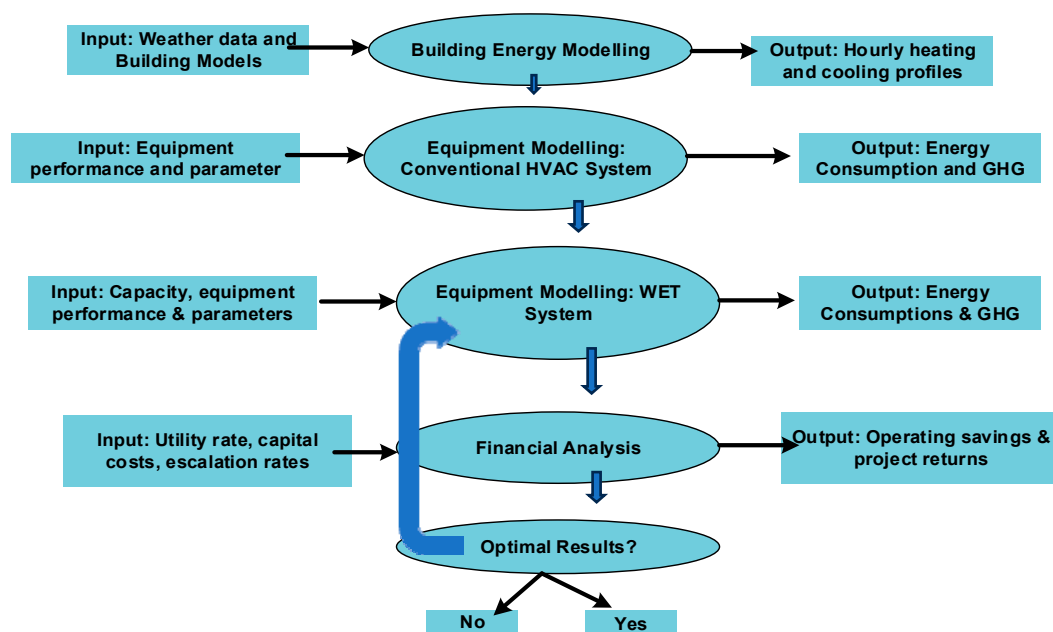 Input: Weather data and
Building Models
Building Energy Modelling
Output: Hourly heating
and cooling profiles
Input: Equipment
performance and parameter
Equipment Modelling:
Conventional HVAC System
Output: Energy
Consumption and GHG
Input: Capacity, equipment
performance & parameters
Equipment Modelling: WET
System
Output: Energy
Consumptions & GHG
Input: Utility rate, capital
costs, escalation rates
Financial Analysis
Output: Operating savings &
project returns
Optimal Results?
No
Yes